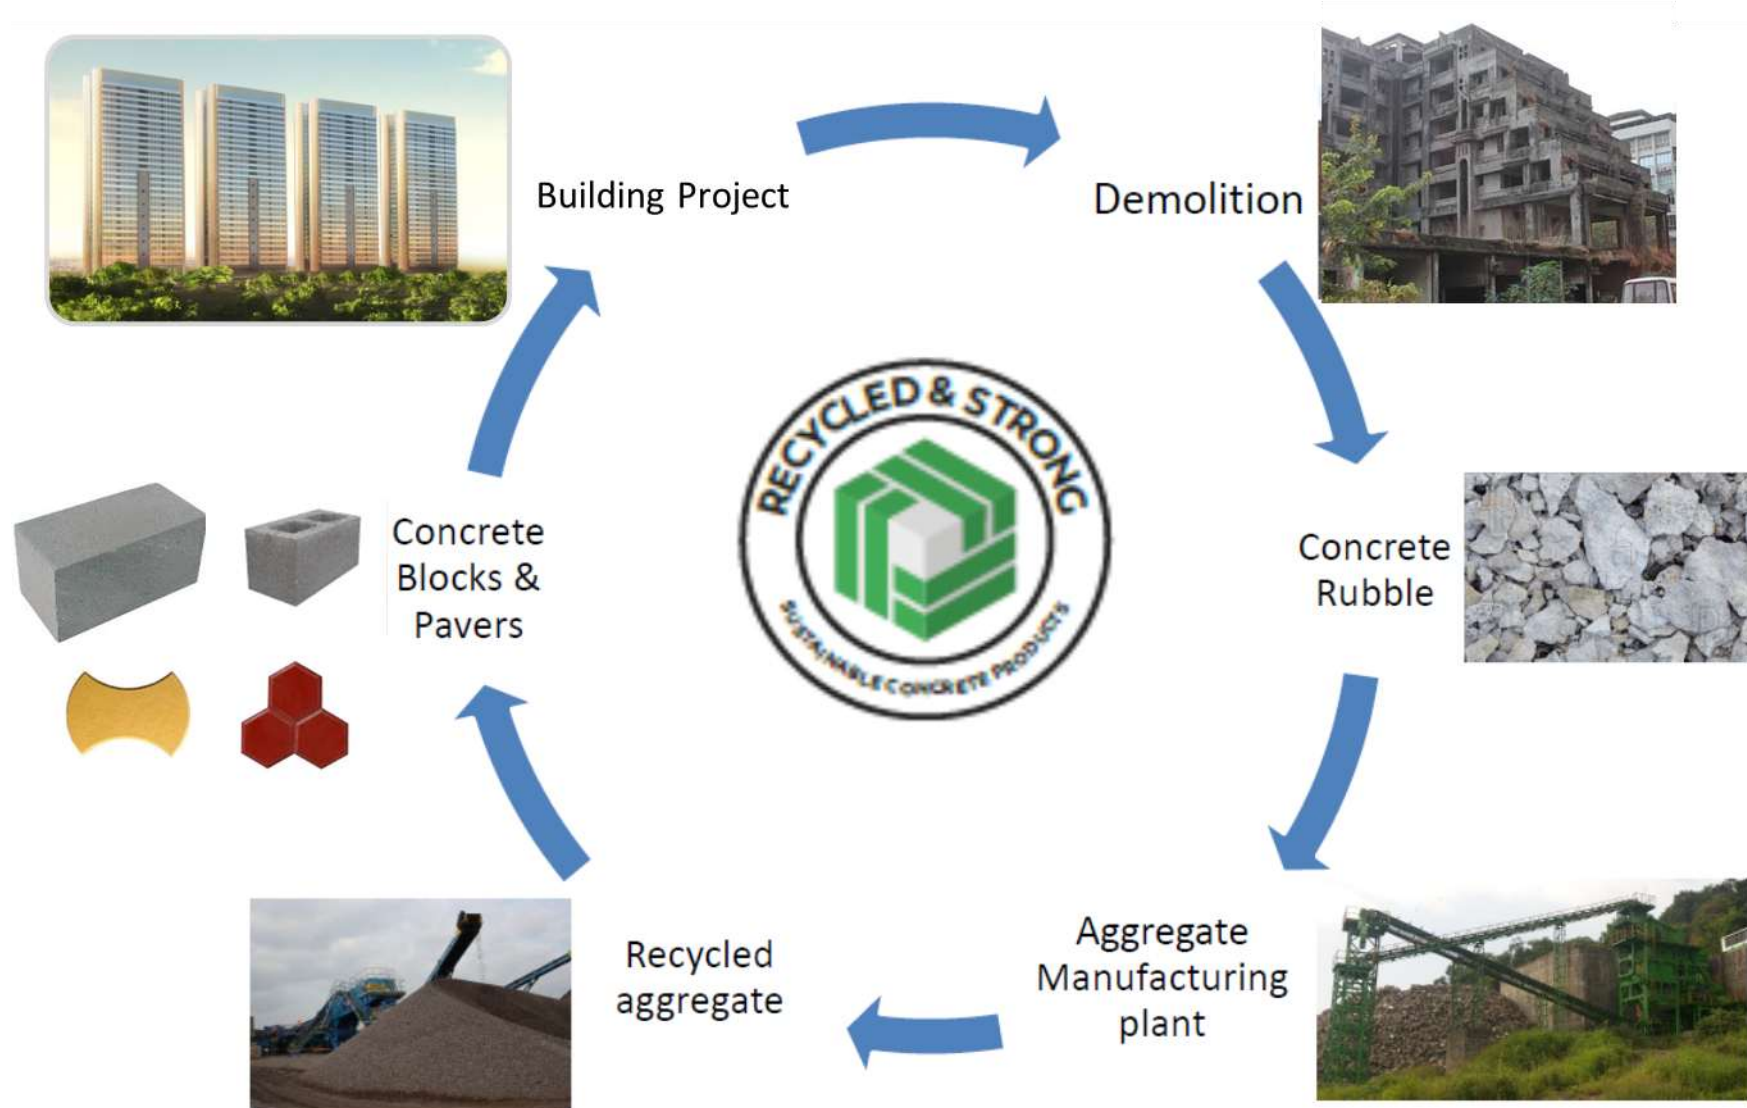 Building Project
Demolition
RECYCLED & STRONG
SUSTAINABLE CONCRETE PRODUCTS
Concrete
Blocks &
Pavers
Concrete
Rubble
Recycled
aggregate
Aggregate
Manufacturing
plant